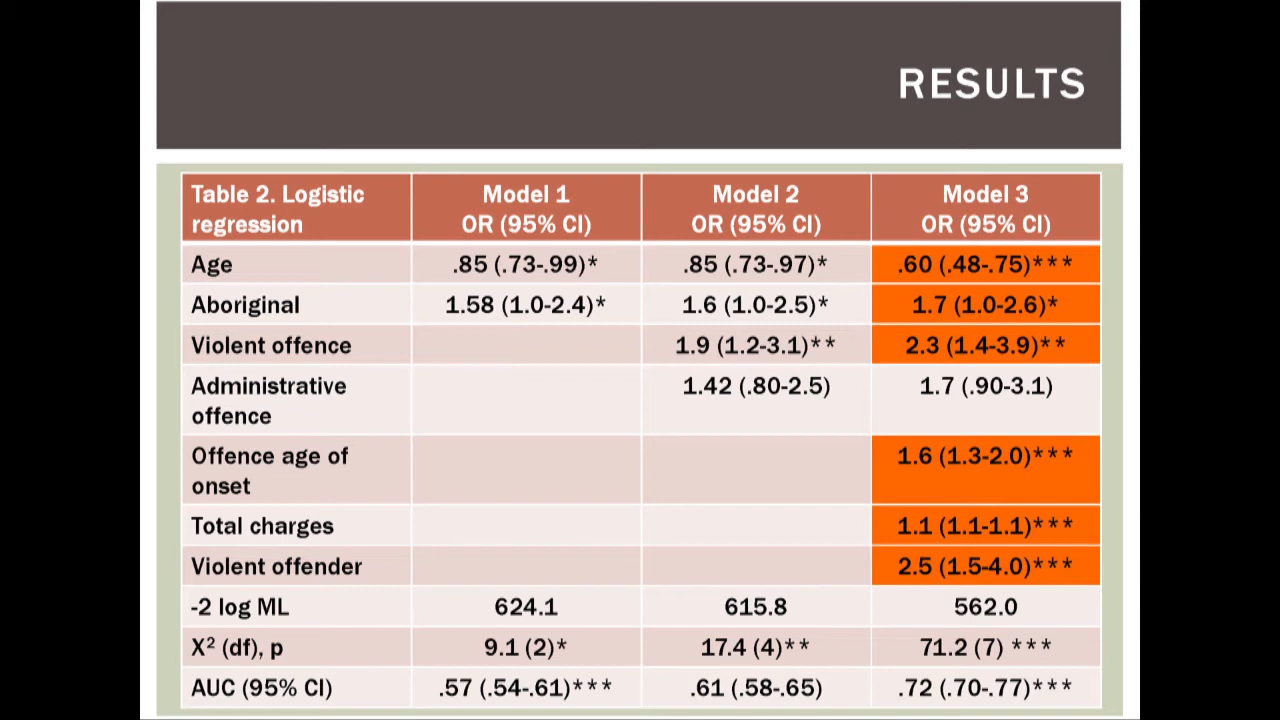 RESULTS
Table 2. Logistic regression Model 1 OR (95% CI) Model 2 OR (95% CI) Model 3 OR (95% CI)
Age .85 (.73-.99)* .85 (.73-.97)* .60 (.48-.75)***
Aboriginal 1.58 (1.0-2.4)* 1.6 (1.0-2.5)* 1.7 (1.0-2.6)*
Violent offence 1.9 (1.2-3.1)** 2.3 (1.4-3.9)**
Administrative offence 1.42 (.80-2.5) 1.7 (.90-3.1)
Offence age of onset 1.6 (1.3-2.0)***
Total charges 1.1 (1.1-1.1)***
Violent offender 2.5 (1.5-4.0)***
-2 log ML 624.1 615.8 562.0
X² (df), p 9.1 (2)* 17.4 (4)** 71.2 (7) ***
AUC (95% CI) .57 (.54-.61)*** .61 (.58-.65) .72 (.70-.77)***